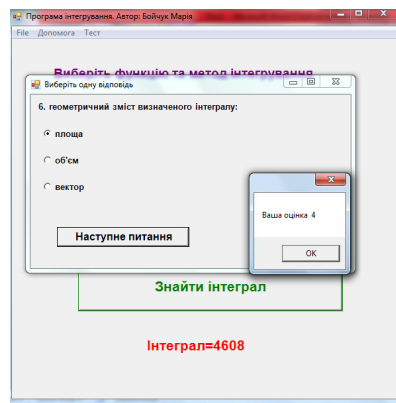 Програма інтегрування. Автор: Бойчук Марія
File Допомога Тест
Виберіть функцію та метод інтегрування
Виберіть одну відповідь
6. геометричний зміст визначеного інтегралу:
площа
об'єм
вектор
Ваша оцінка 4
OK
Наступне питання
Знайти інтеграл
Інтеграл=4608